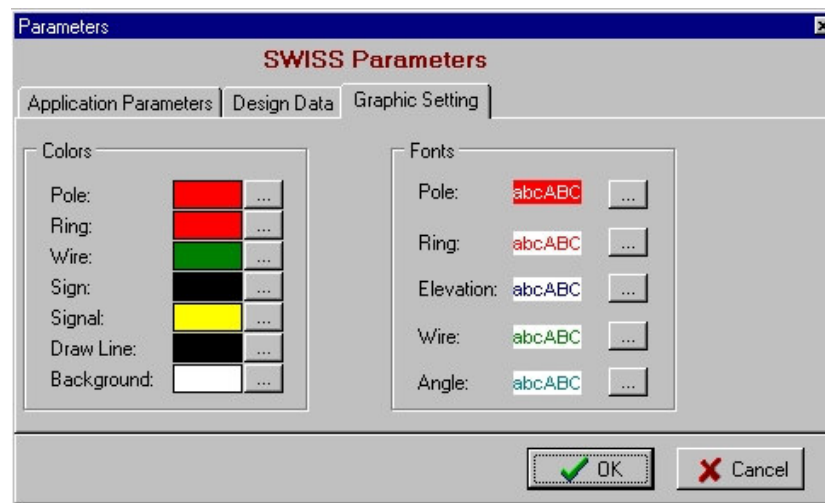 Parameters
SWISS Parameters
Application Parameters Design Data Graphic Setting
Colors
Pole: ...
Ring: ...
Wire: ...
Sign: ...
Signal: ...
Draw Line: ...
Background: ...
Fonts
Pole: abcABC ...
Ring: abcABC ...
Elevation: abcABC ...
Wire: abcABC ...
Angle: abcABC ...
OK Cancel